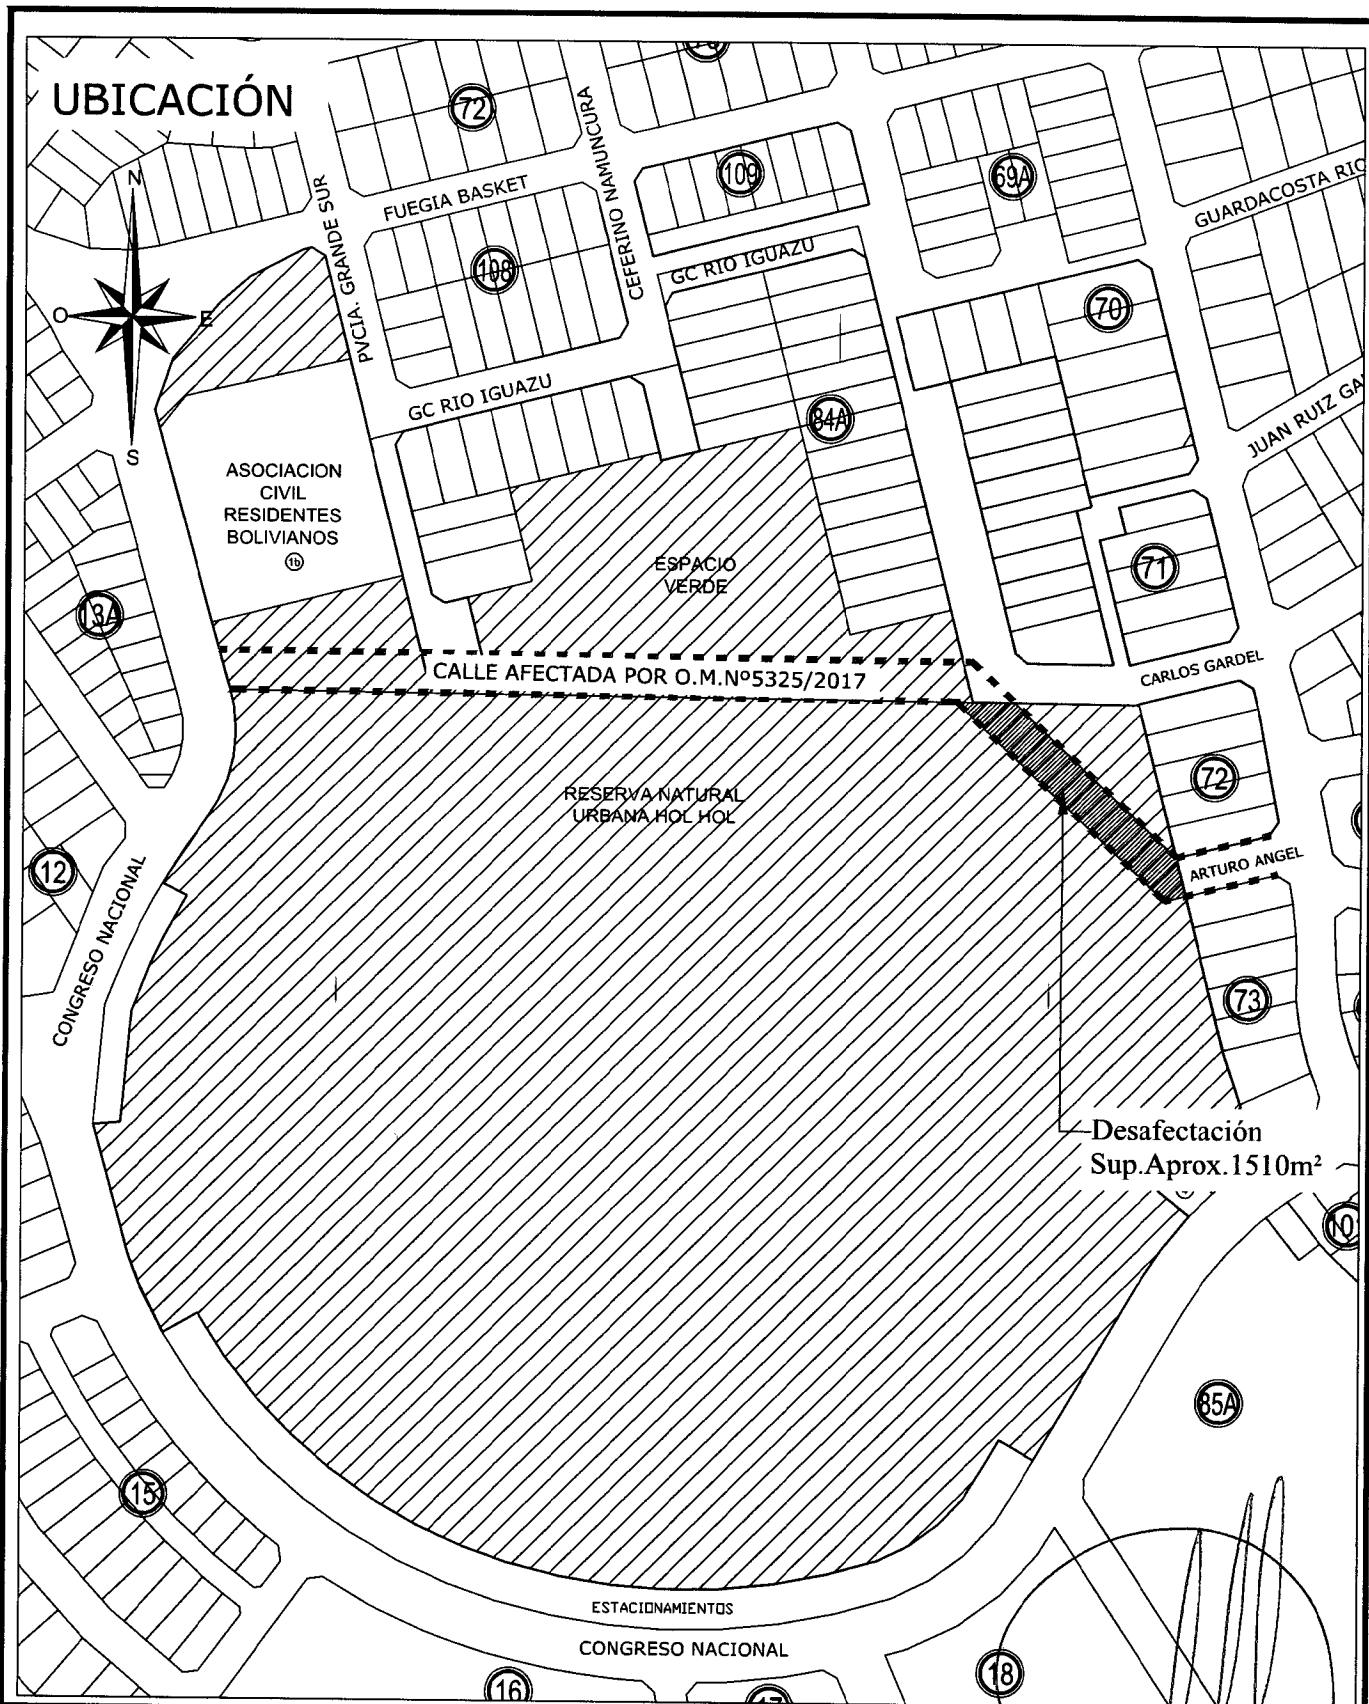 UBICACIÓN
72
109
69A
N
PVCIA. GRANDE SUR
FUEGIA BASKET
CEFERINO NAMUNCURA
GUARDACOSTA RIO
108
GC RIO IGUAZU
O
E
70
GC RIO IGUAZU
84A
JUAN RUIZ GA
S
ASOCIACION
CIVIL
RESIDENTES
BOLIVIANOS
1b
ESPACIO
VERDE
71
13A
CALLE AFECTADA POR O.M.Nº5325/2017
CARLOS GARDEL
72
RESERVA NATURAL
URBANA HOL HOL
12
ARTURO ANGEL
CONGRESO NACIONAL
73
Desafectación
Sup.Aprox.1510m²
10
85A
15
ESTACIONAMIENTOS
CONGRESO NACIONAL
18
16
17